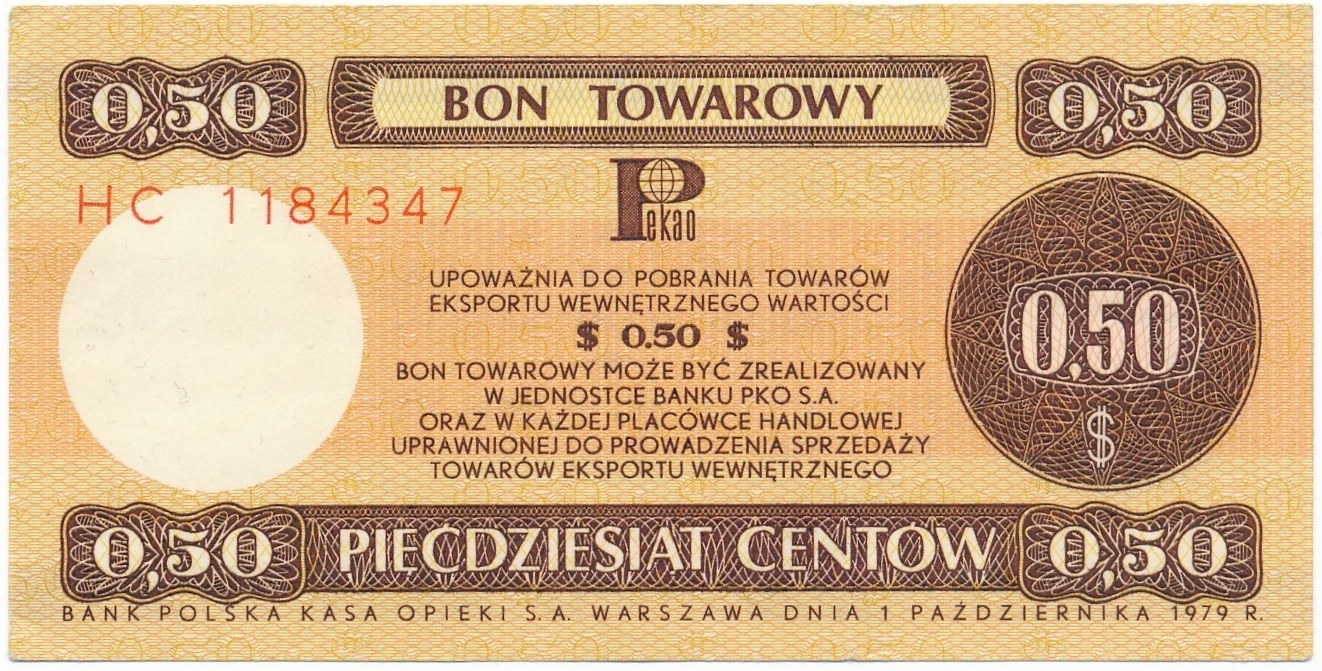 0,50 BON TOWAROWY 0,50
HC 1184347
Pekao
UPOWAŻNIA DO POBRANIA TOWARÓW
EKSPORTU WEWNĘTRZNEGO WARTOŚCI
$ 0.50 $
BON TOWAROWY MOŻE BYĆ ZREALIZOWANY
W JEDNOSTCE BANKU PKO S.A.
ORAZ W KAŻDEJ PLACÓWCE HANDLOWEJ
UPRAWNIONEJ DO PROWADZENIA SPRZEDAŻY
TOWARÓW EKSPORTU WEWNĘTRZNEGO
0,50
$
0,50 PIĘĆDZIESIĄT CENTÓW 0,50
BANK POLSKA KASA OPIEKI S.A. WARSZAWA DNIA 1 PAŹDZIERNIKA 1979 R.